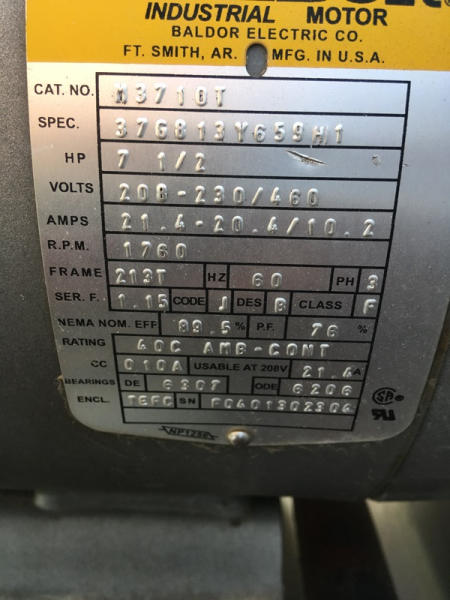 INDUSTRIAL MOTOR
BALDOR ELECTRIC CO.
FT. SMITH, AR. MFG. IN U.S.A.
CAT. NO. M3710T
SPEC. 37G813Y659H1
HP 7 1/2
VOLTS 208-230/460
AMPS 21.4-20.4/10.2
R.P.M. 1760
FRAME 213T HZ 60 PH 3
SER. F. 1.15 CODE J DES B CLASS F
NEMA NOM. EFF 89.5 % P.F. 76 %
RATING 40C AMB-CONT
CC 010A USABLE AT 208V 21.4 A
BEARINGS DE 6307 ODE 6206
ENCL. TEFC SN F0401302304
SA
NP1256